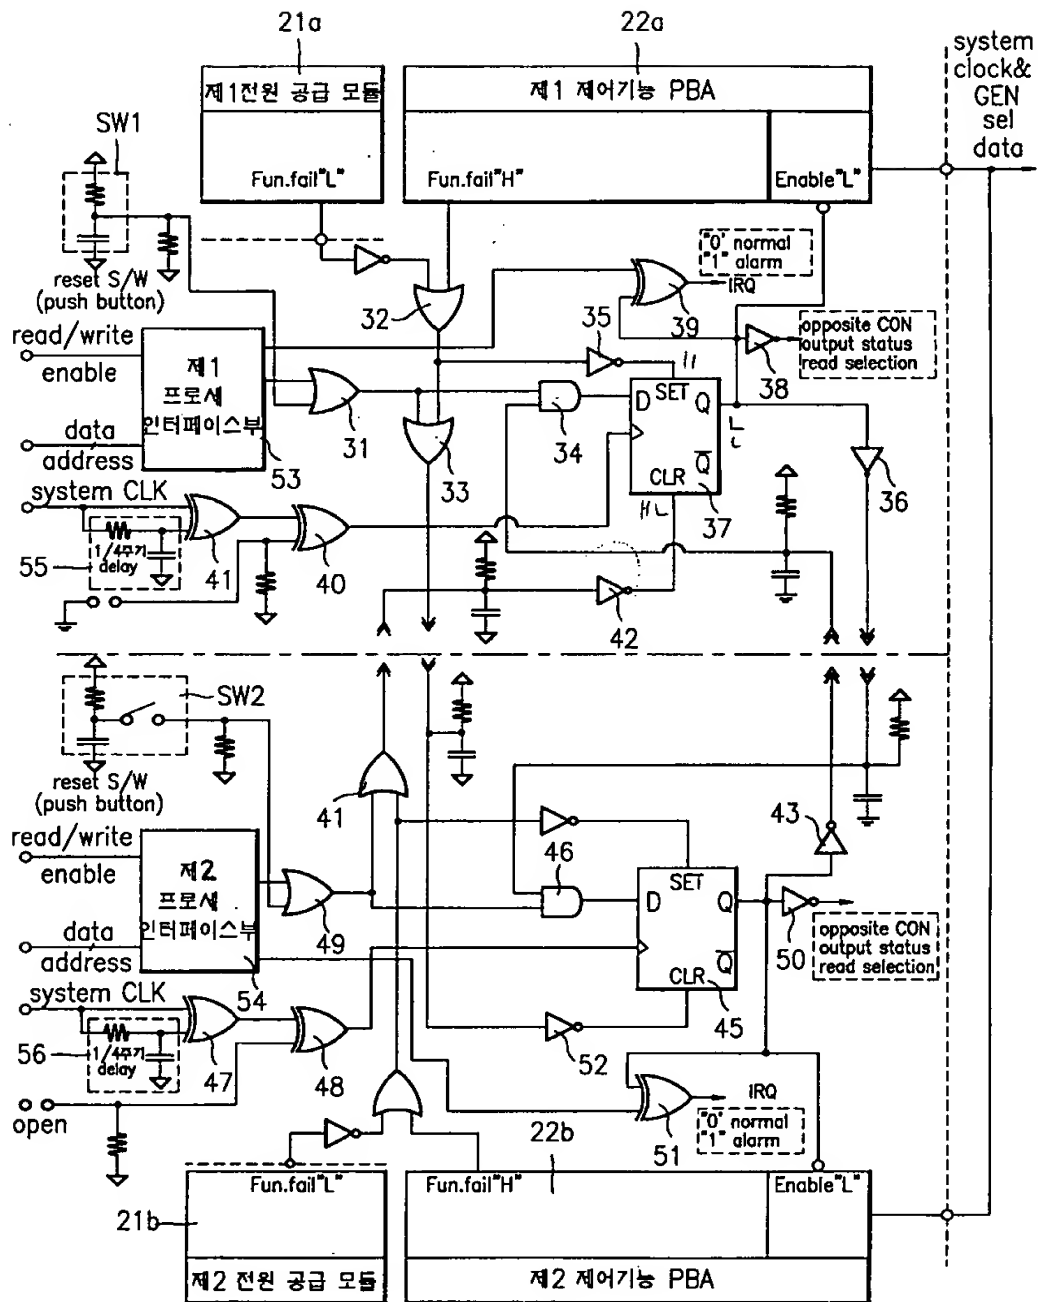 21a
22a
system
clock&
GEN
sel
data
제1전원 공급 모듈
제1 제어기능 PBA
SW1
Fun.fail"L"
Fun.fail"H"
Enable"L"
"0" normal
"1" alarm
IRQ
reset S/W
(push button)
32
35
39
opposite CON
output status
read selection
38
read/write
enable
제1
프로세
인터페이스부
data
address
53
31
33
34
D SET Q
CLR Q
37
36
system CLK
1/4주기
delay
55
41
40
42
SW2
reset S/W
(push button)
41
46
43
read/write
enable
제2
프로세
인터페이스부
data
address
54
49
D SET Q
CLR Q
45
50
opposite CON
output status
read selection
system CLK
1/4주기
delay
56
47
48
52
open
51
IRQ
"0" normal
"1" alarm
22b
Fun.fail"L"
Fun.fail"H"
Enable"L"
21b
제2 전원 공급 모듈
제2 제어기능 PBA